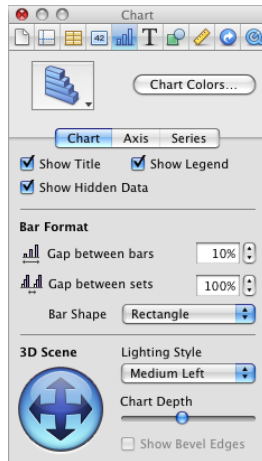 Chart
42 T
Chart Colors...
Chart Axis Series
Show Title Show Legend
Show Hidden Data
Bar Format
Gap between bars 10%
Gap between sets 100%
Bar Shape Rectangle
3D Scene Lighting Style
Medium Left
Chart Depth
Show Bevel Edges